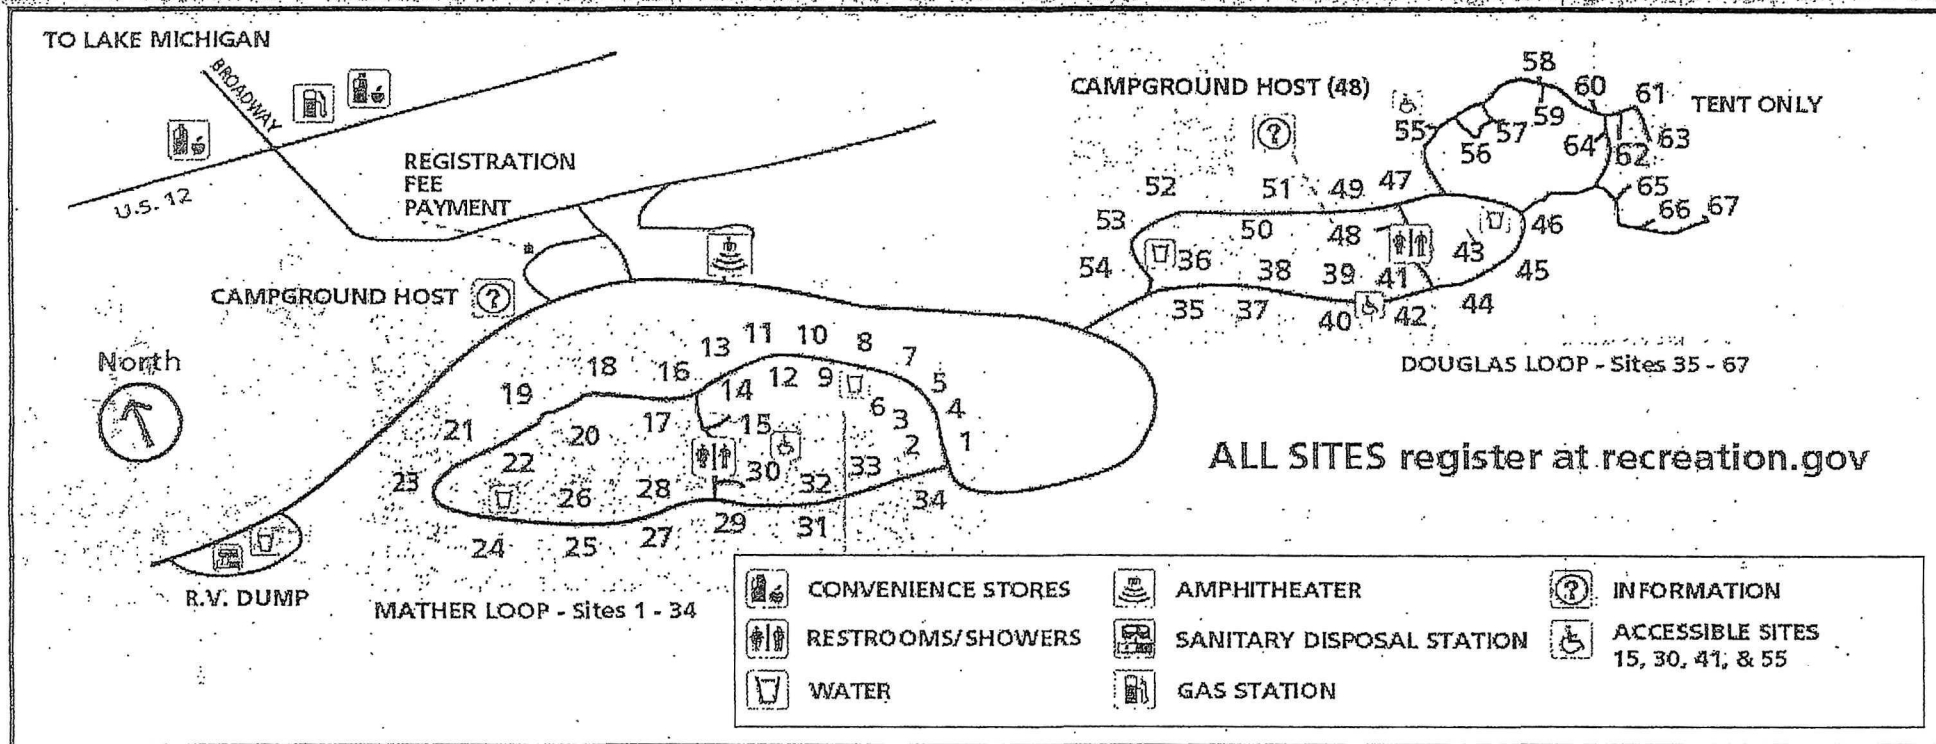 TO LAKE MICHIGAN
BROADWAY
U.S. 12
REGISTRATION
FEE
PAYMENT
CAMPGROUND HOST
North
CAMPGROUND HOST (48)
TENT ONLY
58
60
61
59
55
57
56
64
62
63
65
66
67
52
51
49
47
53
50
48
46
43
54
36
38
39
41
45
35
37
40
42
44
DOUGLAS LOOP - Sites 35 - 67
11
10
8
13
7
18
16
12
9
5
19
14
6
4
17
15
3
21
20
2
1
22
30
33
23
26
28
32
34
29
31
24
25
27
ALL SITES register at recreation.gov
R.V. DUMP
MATHER LOOP - Sites 1 - 34
CONVENIENCE STORES
RESTROOMS/SHOWERS
WATER
AMPHITHEATER
SANITARY DISPOSAL STATION
GAS STATION
INFORMATION
ACCESSIBLE SITES
15, 30, 41, & 55